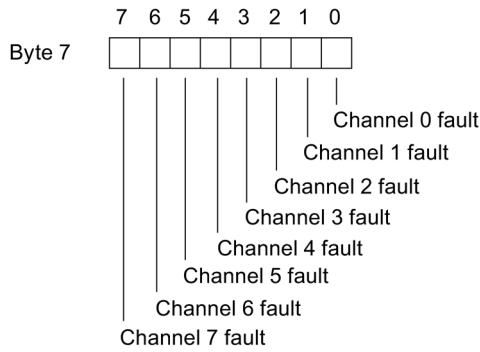 7 6 5 4 3 2 1 0
Byte 7
Channel 0 fault
Channel 1 fault
Channel 2 fault
Channel 3 fault
Channel 4 fault
Channel 5 fault
Channel 6 fault
Channel 7 fault